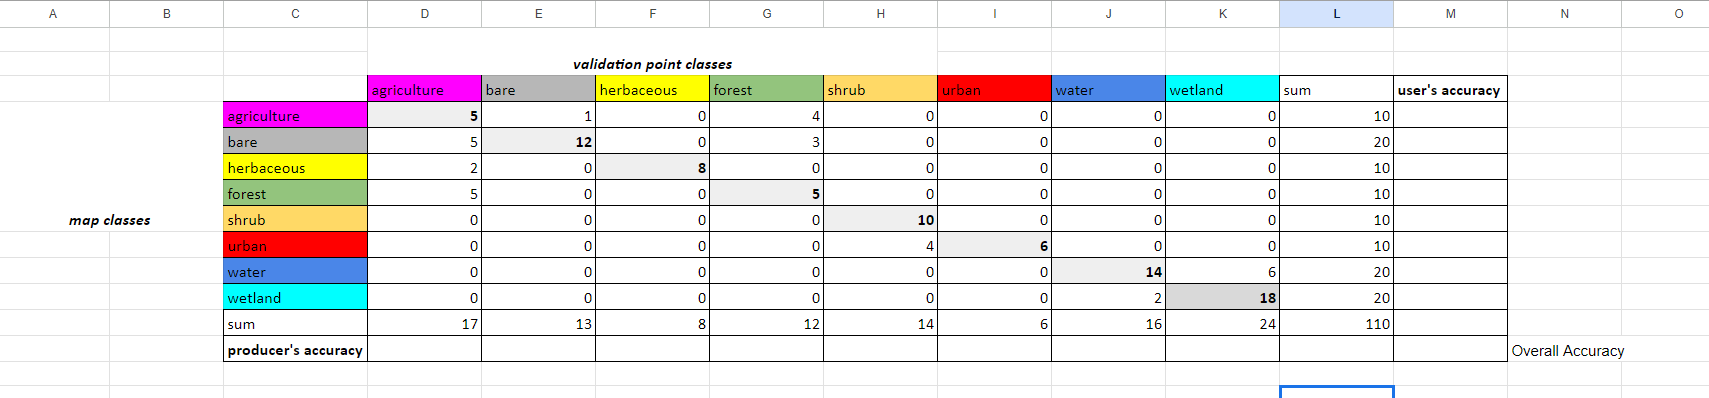 A B C D E F G H I J K L M N O
validation point classes
agriculture bare herbaceous forest shrub urban water wetland sum user's accuracy
agriculture 5 1 0 4 0 0 0 0 10
bare 5 12 0 3 0 0 0 0 20
herbaceous 2 0 8 0 0 0 0 0 10
forest 5 0 0 5 0 0 0 0 10
map classes shrub 0 0 0 0 10 0 0 0 10
urban 0 0 0 0 4 6 0 0 10
water 0 0 0 0 0 0 14 6 20
wetland 0 0 0 0 0 0 2 18 20
sum 17 13 8 12 14 6 16 24 110
producer's accuracy Overall Accuracy